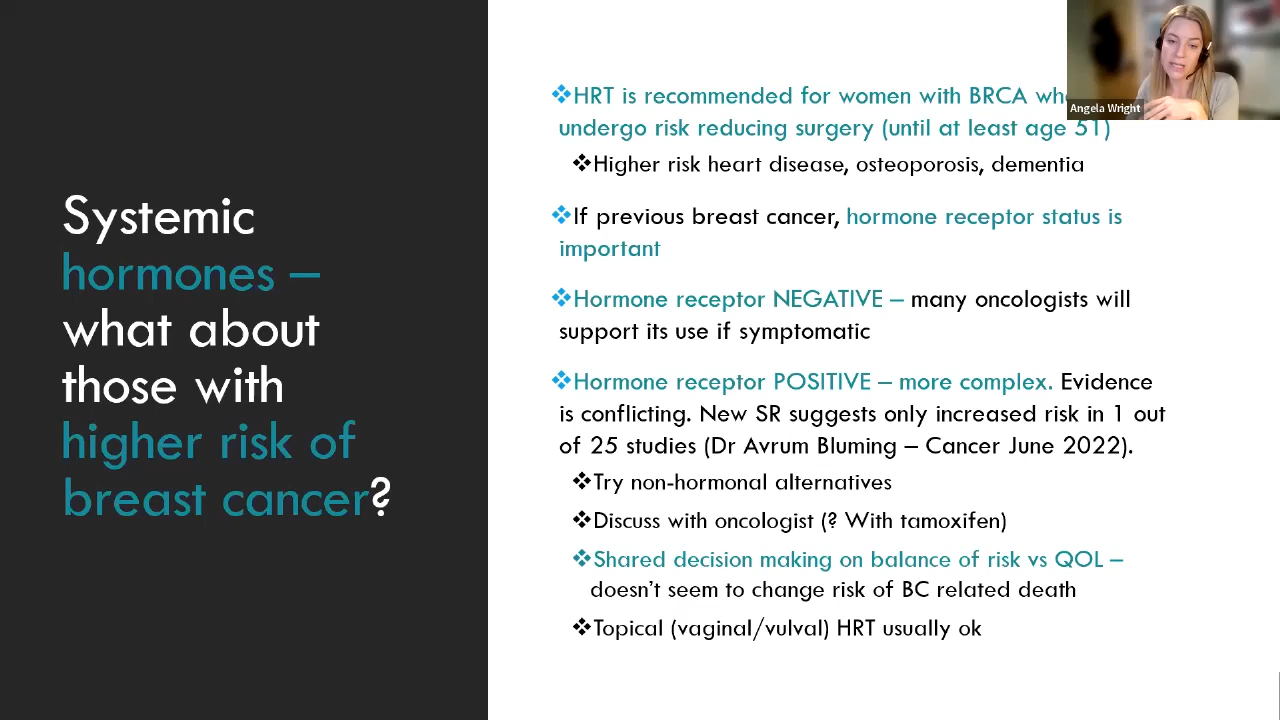 Systemic
hormones –
what about
those with
higher risk of
breast cancer?
❖HRT is recommended for women with BRCA
undergo risk reducing surgery (until at least age 51)
❖Higher risk heart disease, osteoporosis, dementia
❖If previous breast cancer, hormone receptor status is
important
❖Hormone receptor NEGATIVE – many oncologists will
support its use if symptomatic
❖Hormone receptor POSITIVE – more complex. Evidence
is conflicting. New SR suggests only increased risk in 1 out
of 25 studies (Dr Avrum Bluming – Cancer June 2022).
❖Try non-hormonal alternatives
❖Discuss with oncologist (? With tamoxifen)
❖Shared decision making on balance of risk vs QOL –
doesn't seem to change risk of BC related death
❖Topical (vaginal/vulval) HRT usually ok
Angela Wright